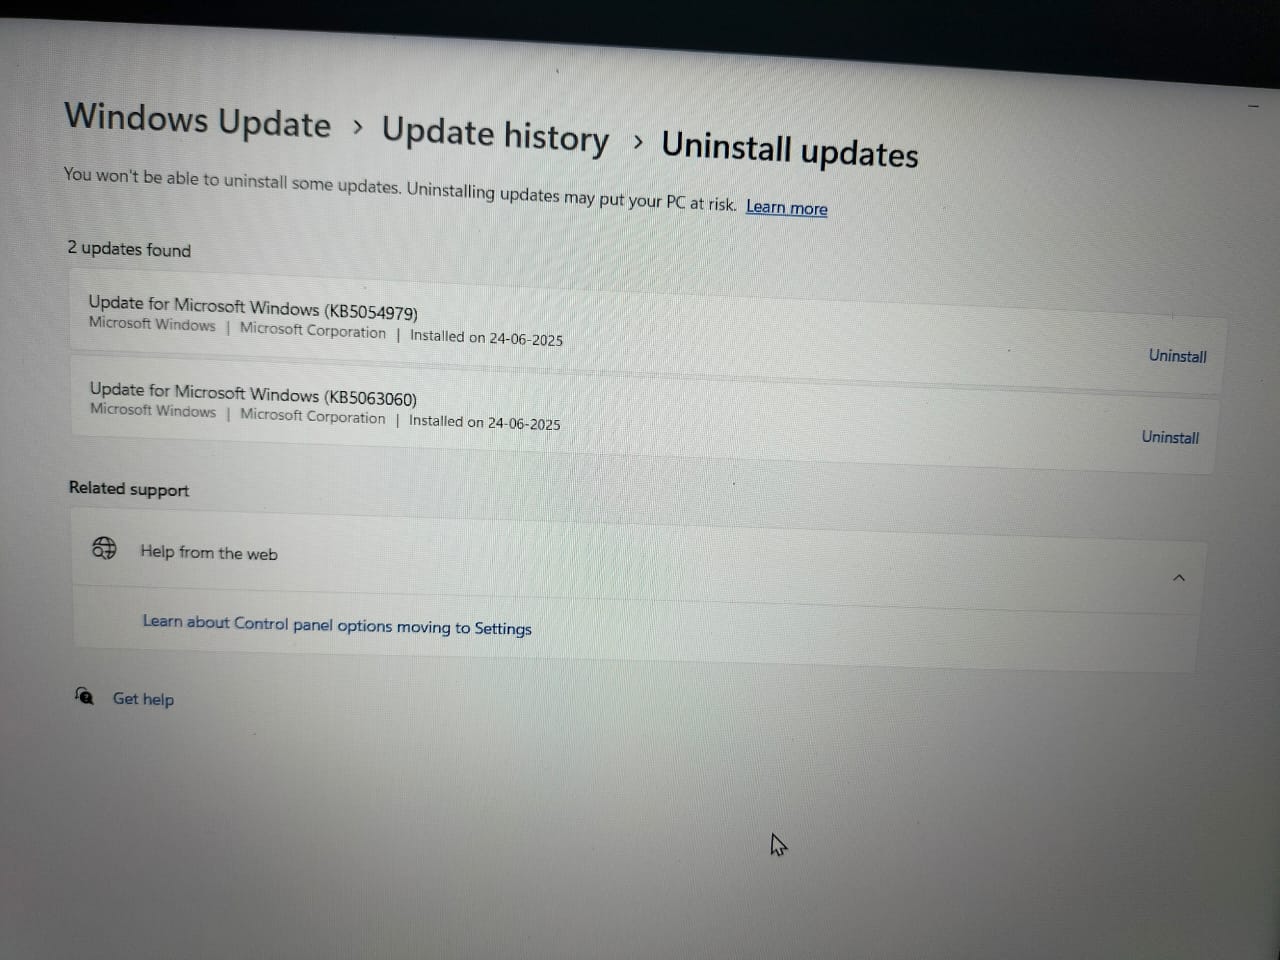 Windows Update > Update history > Uninstall updates
You won't be able to uninstall some updates. Uninstalling updates may put your PC at risk. Learn more
2 updates found
Update for Microsoft Windows (KB5054979)
Microsoft Windows | Microsoft Corporation | Installed on 24-06-2025
Uninstall
Update for Microsoft Windows (KB5063060)
Microsoft Windows | Microsoft Corporation | Installed on 24-06-2025
Uninstall
Related support
Help from the web
Learn about Control panel options moving to Settings
Get help